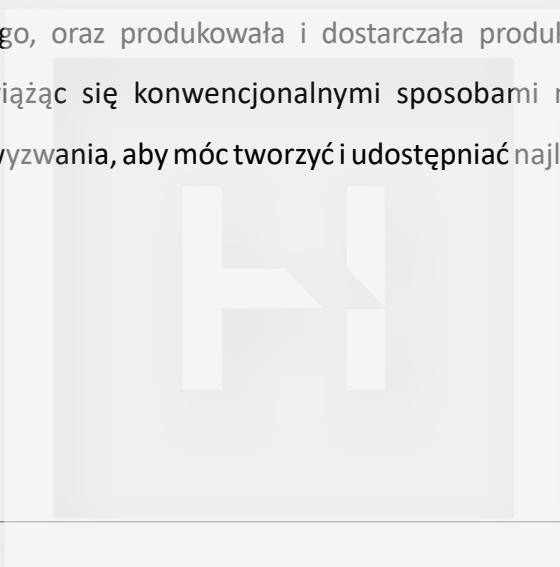 go, oraz produkowała i dostarczała produk
iążąc się konwencjonalnymi sposobami
yzwania, aby móc tworzyć i udostępniać najl